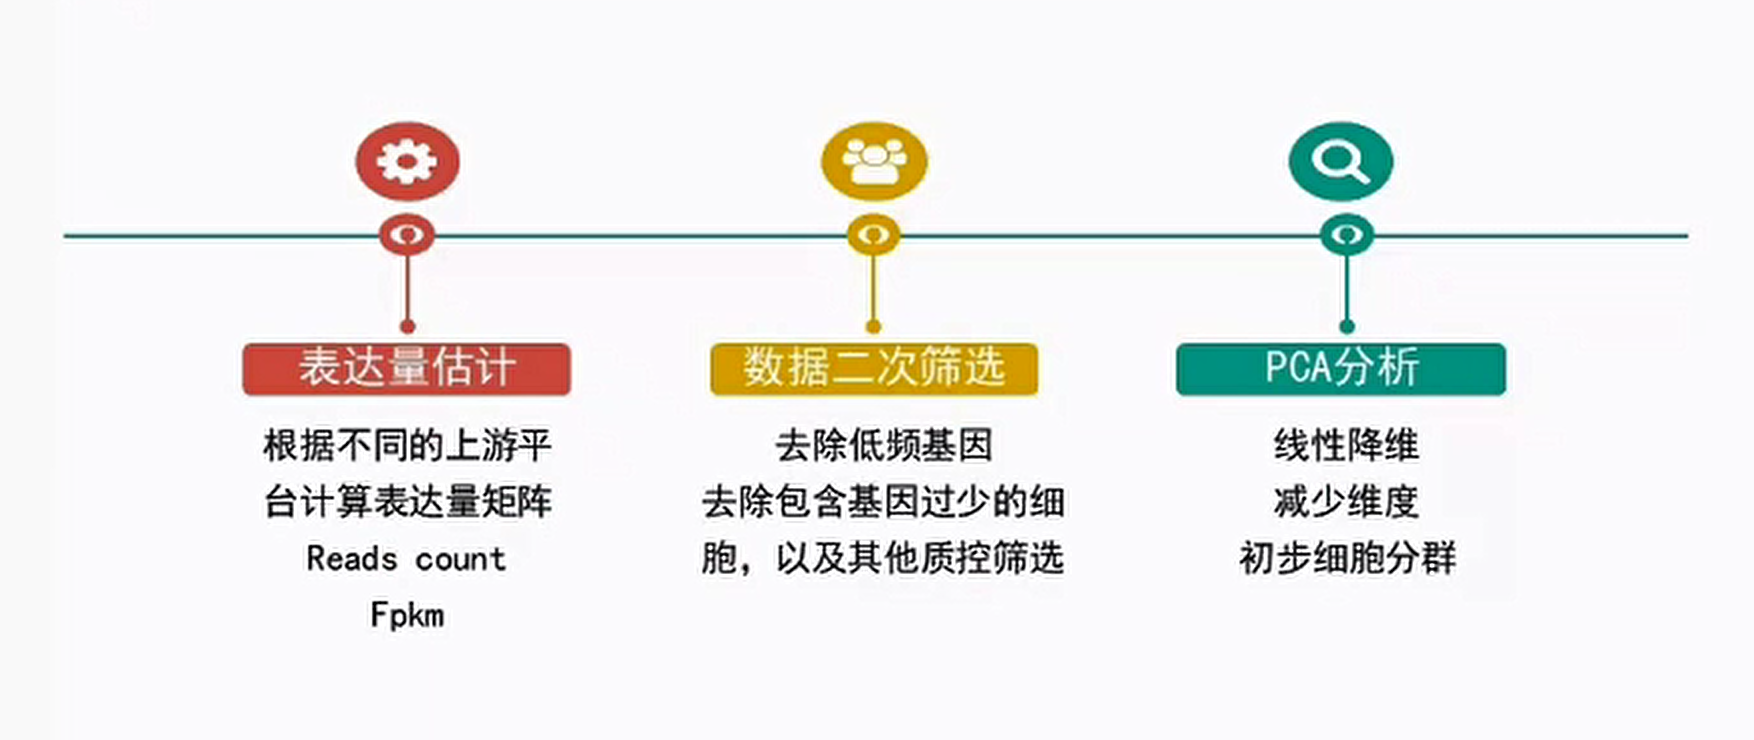 表达量估计
根据不同的上游平
台计算表达量矩阵
Reads count
Fpkm
数据二次筛选
去除低频基因
去除包含基因过少的细
胞，以及其他质控筛选
PCA分析
线性降维
减少维度
初步细胞分群